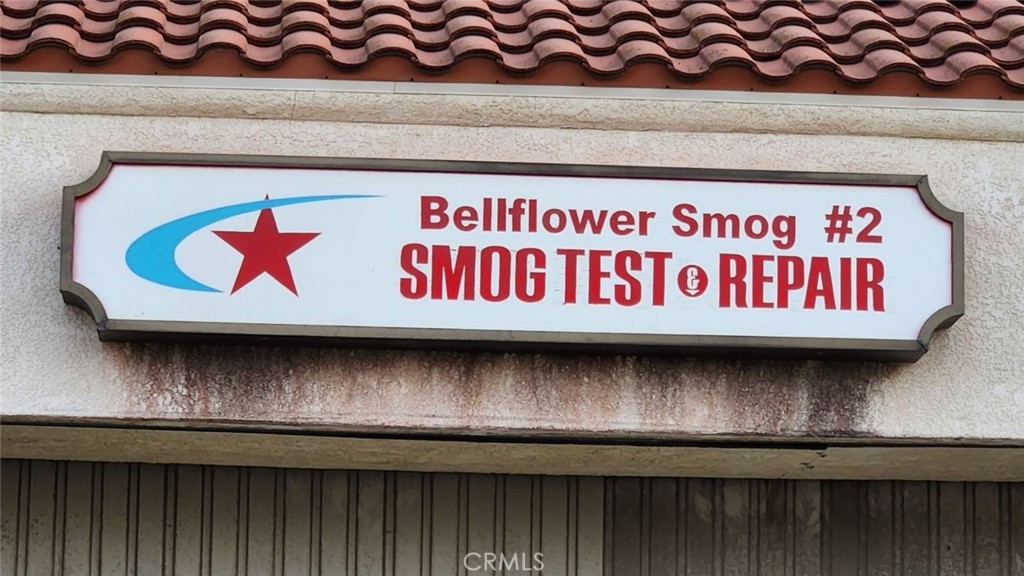 Bellflower Smog #2
SMOG TEST & REPAIR
CRMLS